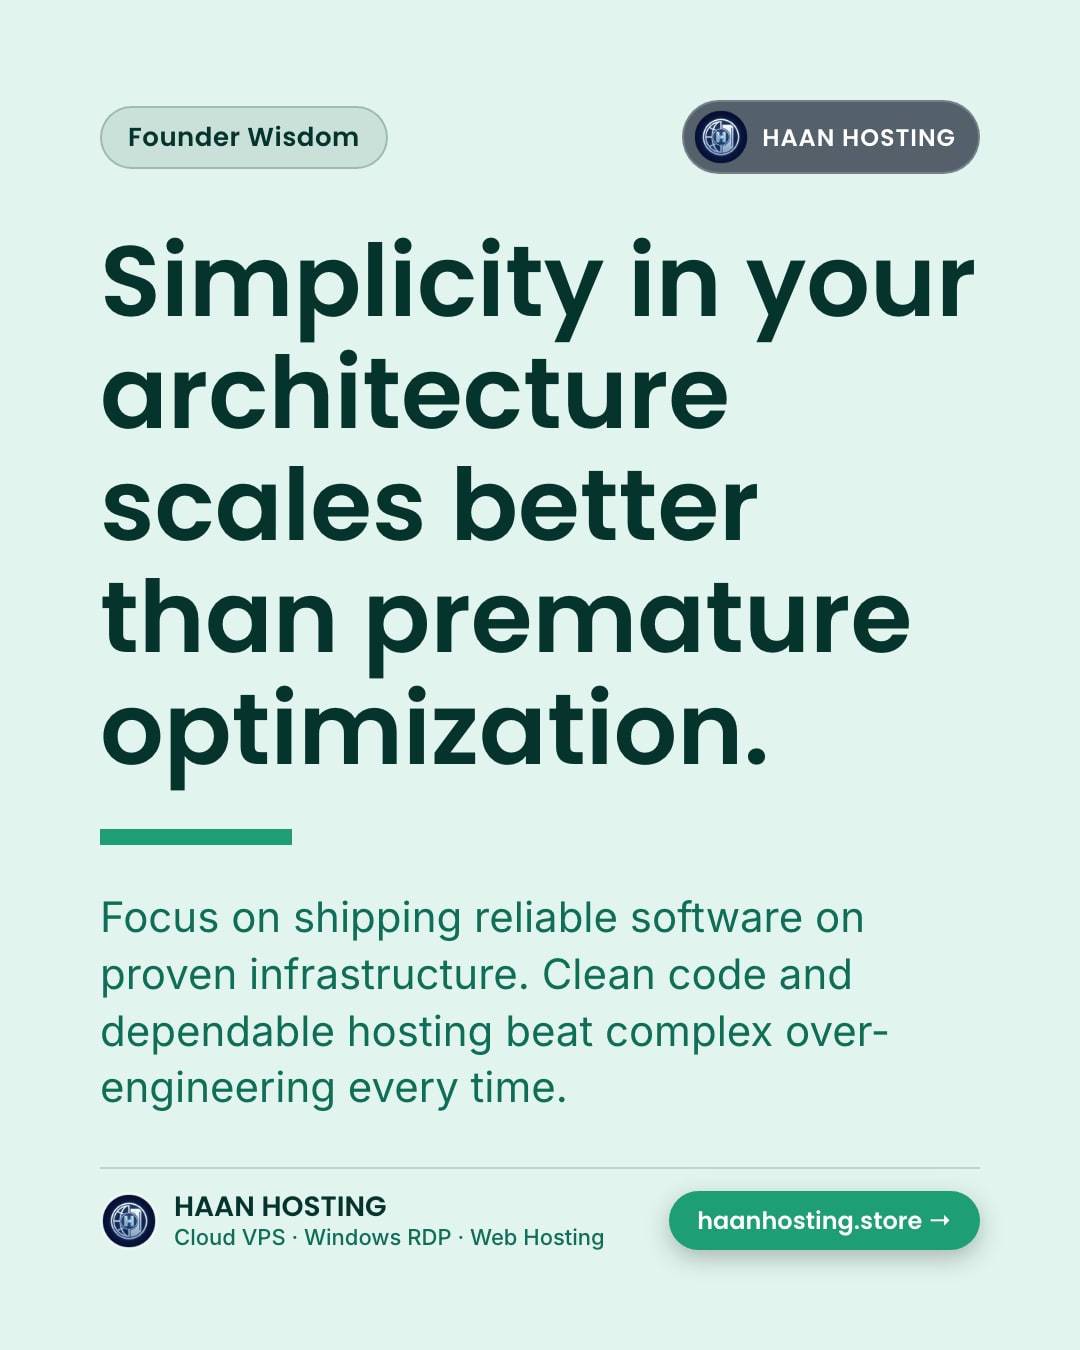 Founder Wisdom
HAAN HOSTING
Simplicity in your
architecture
scales better
than premature
optimization.
Focus on shipping reliable software on
proven infrastructure. Clean code and
dependable hosting beat complex over-
engineering every time.
HAAN HOSTING
Cloud VPS · Windows RDP · Web Hosting
haanhosting.store →